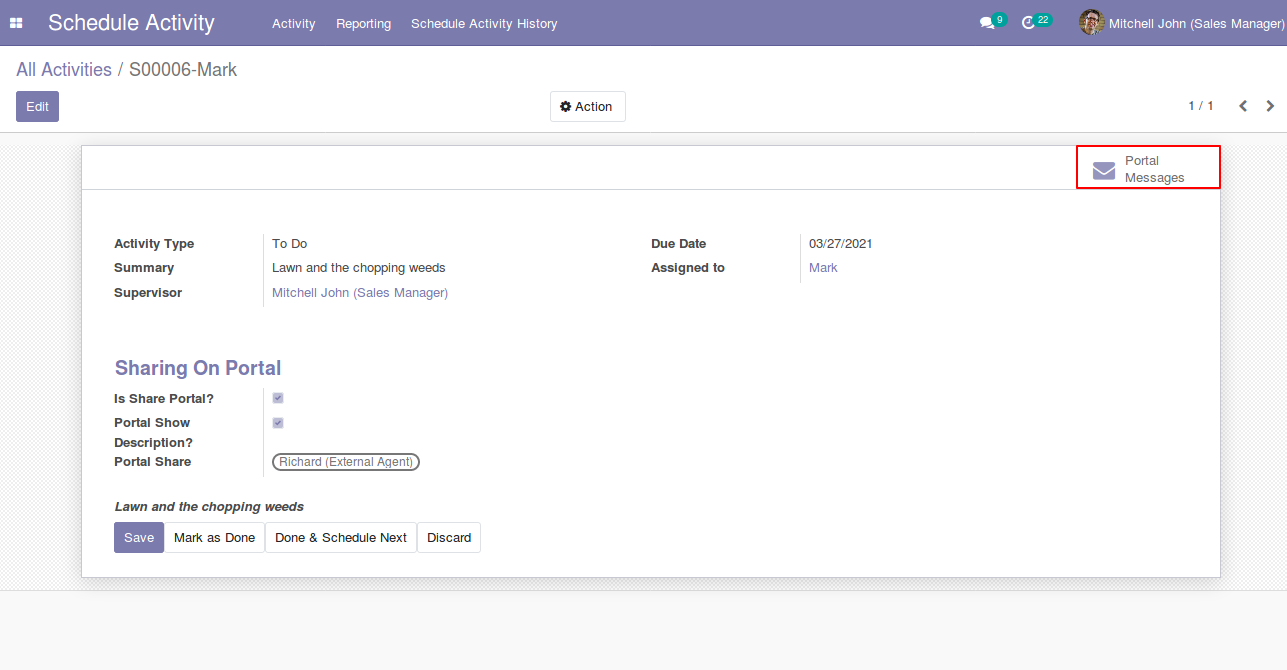 Schedule Activity Activity Reporting Schedule Activity History 9 22 Mitchell John (Sales Manager)
All Activities / S00006-Mark
Edit Action 1 / 1
Portal
Messages
Activity Type To Do Due Date 03/27/2021
Summary Lawn and the chopping weeds Assigned to Mark
Supervisor Mitchell John (Sales Manager)
Sharing On Portal
Is Share Portal?
Portal Show
Description?
Portal Share Richard (External Agent)
Lawn and the chopping weeds
Save Mark as Done Done & Schedule Next Discard